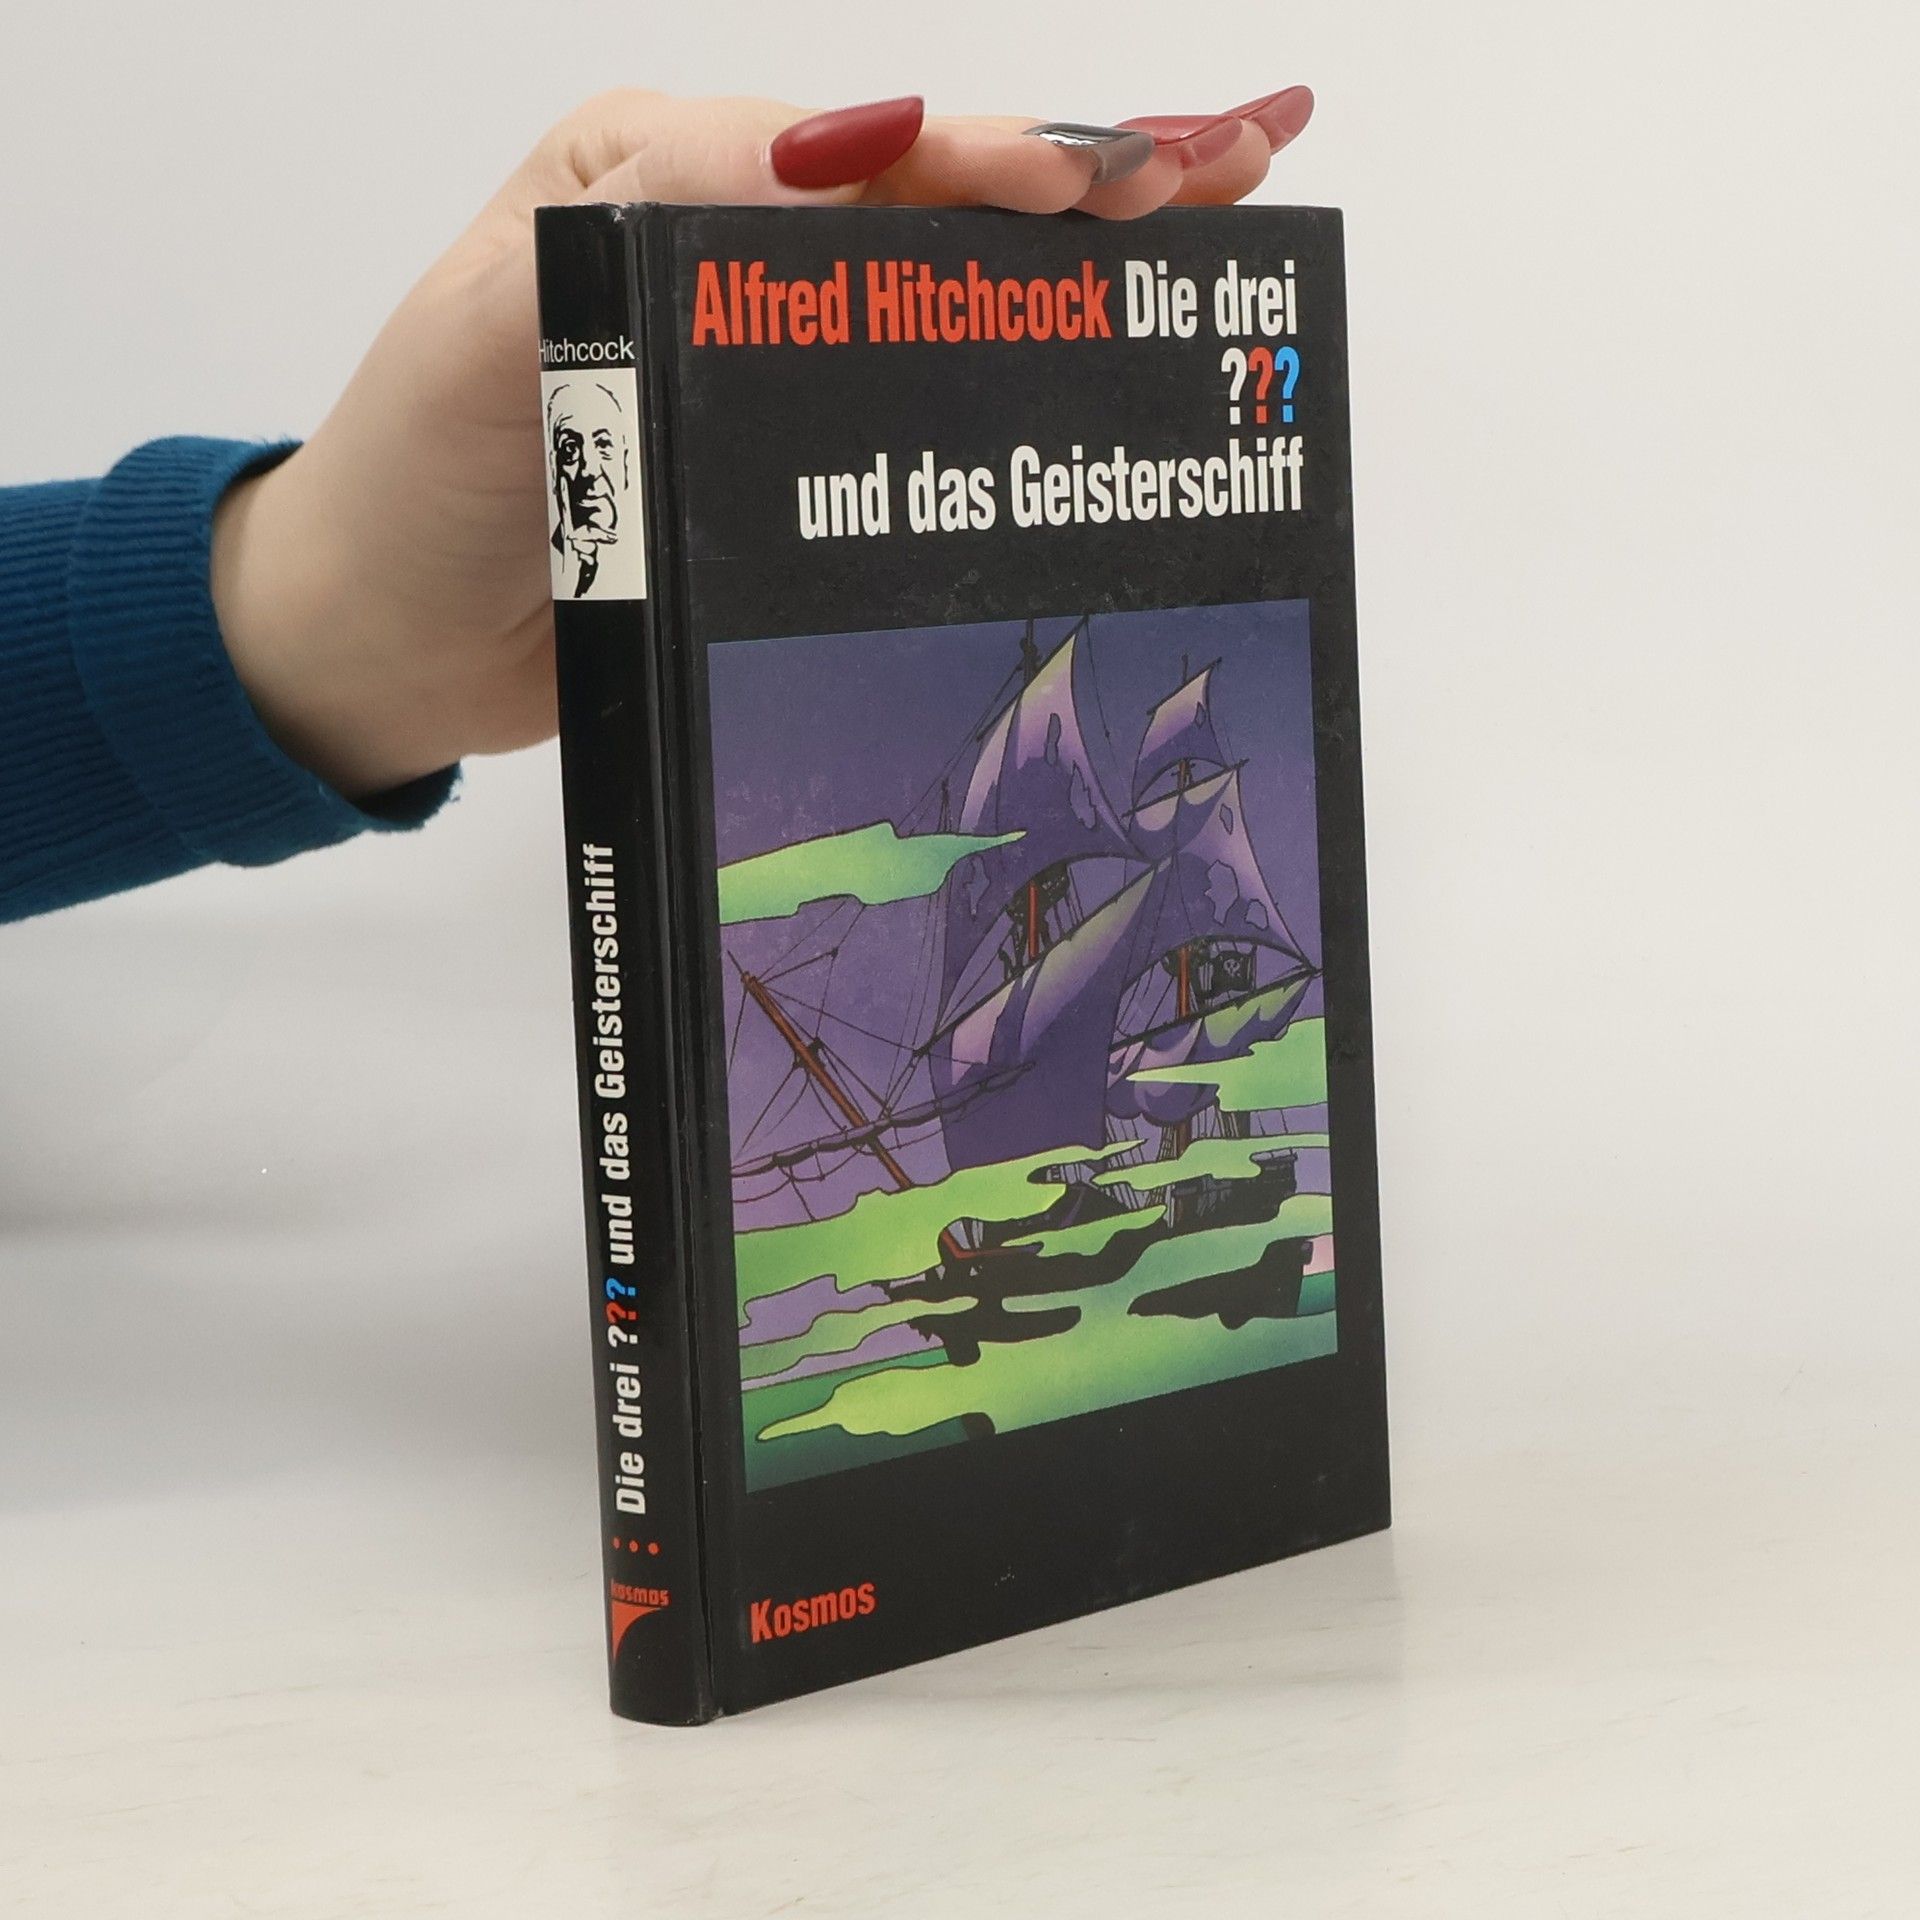 Alfred Hitchcock Die drei
???
und das Geisterschiff
Kosmos
Hitchcock
Die drei ??? und das Geisterschiff
KOSMOS